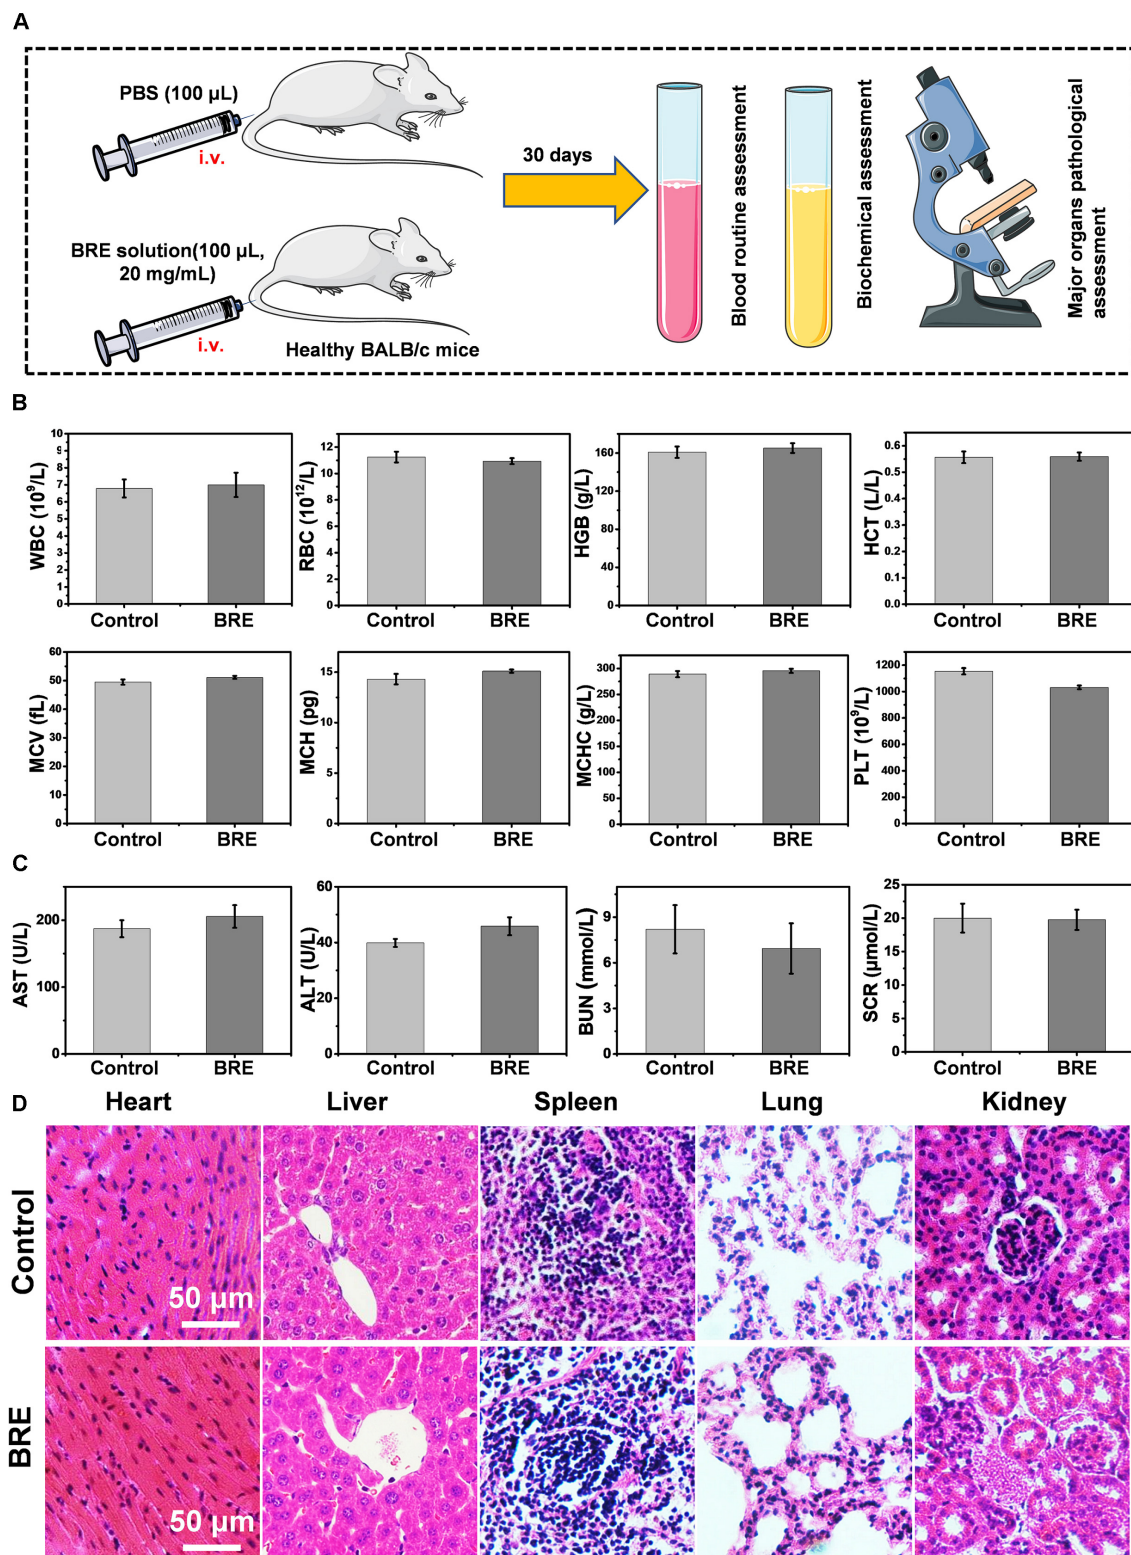 A
PBS (100 µL)
i.v.
BRE solution(100 µL,
20 mg/mL)
i.v.
Healthy BALB/c mice
30 days
Blood routine assessment
Biochemical assessment
Major organs pathological
assessment
B
WBC (10⁹/L)
10
9
8
7
6
5
4
3
2
1
0
Control BRE
RBC (10¹²/L)
12
10
8
6
4
2
0
Control BRE
HGB (g/L)
160
120
80
40
0
Control BRE
HCT (L/L)
0.6
0.5
0.4
0.3
0.2
0.1
0.0
Control BRE
MCV (fL)
60
50
40
30
20
10
0
Control BRE
MCH (pg)
15
10
5
0
Control BRE
MCHC (g/L)
300
250
200
150
100
50
0
Control BRE
PLT (10⁹/L)
1200
1000
800
600
400
200
0
Control BRE
C
AST (U/L)
200
100
0
Control BRE
ALT (U/L)
60
40
20
0
Control BRE
BUN (mmol/L)
9
6
3
0
Control BRE
SCR (µmol/L)
25
20
15
10
5
0
Control BRE
D
Heart Liver Spleen Lung Kidney
Control
50 µm
BRE
50 µm